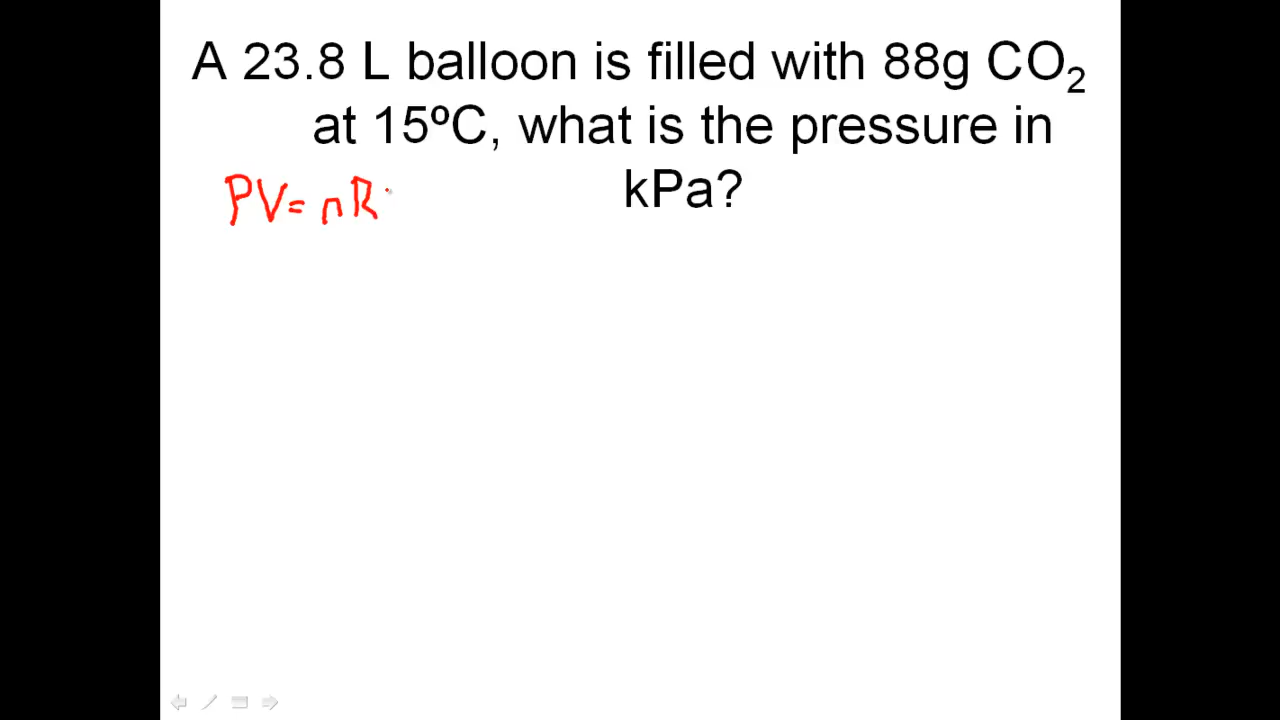 A 23.8 L balloon is filled with 88g CO₂
at 15ºC, what is the pressure in
kPa?
PV= nR